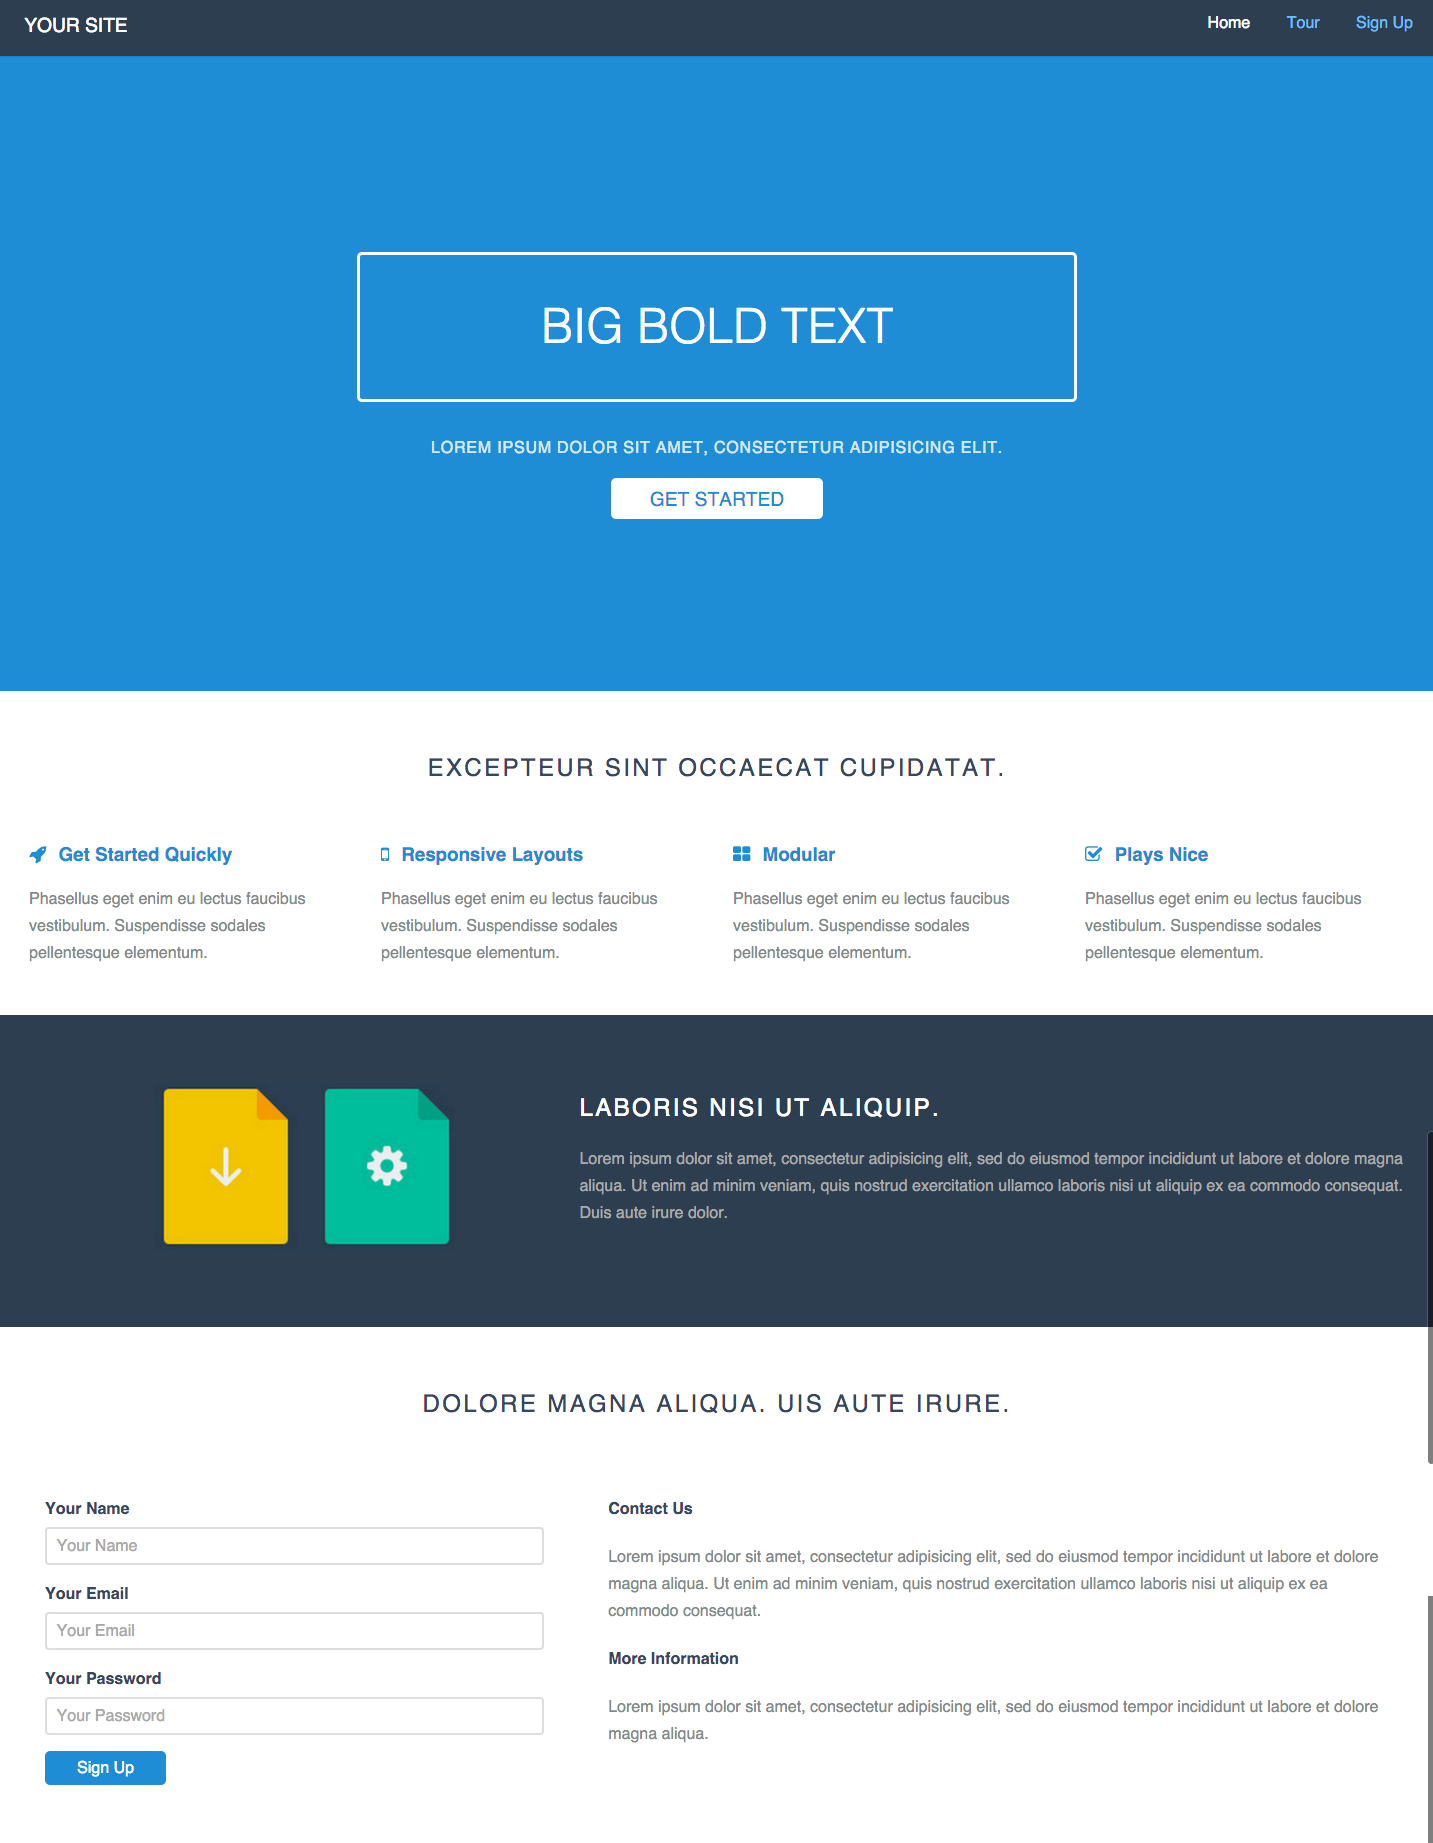 YOUR SITE
Home Tour Sign Up
BIG BOLD TEXT
LOREM IPSUM DOLOR SIT AMET, CONSECTETUR ADIPISICING ELIT.
GET STARTED
EXCEPTEUR SINT OCCAECAT CUPIDATAT.
Get Started Quickly
Phasellus eget enim eu lectus faucibus
vestibulum. Suspendisse sodales
pellentesque elementum.
Responsive Layouts
Phasellus eget enim eu lectus faucibus
vestibulum. Suspendisse sodales
pellentesque elementum.
Modular
Phasellus eget enim eu lectus faucibus
vestibulum. Suspendisse sodales
pellentesque elementum.
Plays Nice
Phasellus eget enim eu lectus faucibus
vestibulum. Suspendisse sodales
pellentesque elementum.
LABORIS NISI UT ALIQUIP.
Lorem ipsum dolor sit amet, consectetur adipisicing elit, sed do eiusmod tempor incididunt ut labore et dolore magna
aliqua. Ut enim ad minim veniam, quis nostrud exercitation ullamco laboris nisi ut aliquip ex ea commodo consequat.
Duis aute irure dolor.
DOLORE MAGNA ALIQUA. UIS AUTE IRURE.
Your Name
Your Name
Your Email
Your Email
Your Password
Your Password
Sign Up
Contact Us
Lorem ipsum dolor sit amet, consectetur adipisicing elit, sed do eiusmod tempor incididunt ut labore et dolore
magna aliqua. Ut enim ad minim veniam, quis nostrud exercitation ullamco laboris nisi ut aliquip ex ea
commodo consequat.
More Information
Lorem ipsum dolor sit amet, consectetur adipisicing elit, sed do eiusmod tempor incididunt ut labore et dolore
magna aliqua.